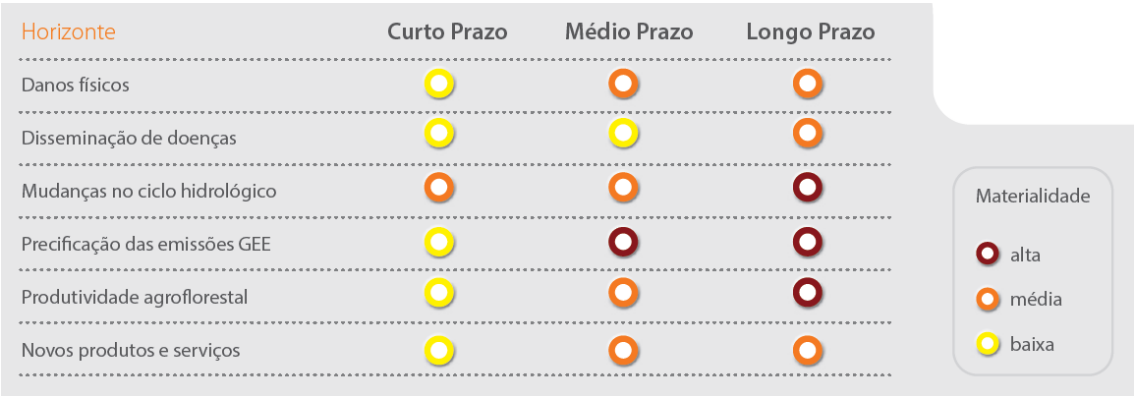 Horizonte Curto Prazo Médio Prazo Longo Prazo
Danos físicos
Disseminação de doenças
Mudanças no ciclo hidrológico
Precificação das emissões GEE
Produtividade agroflorestal
Novos produtos e serviços
Materialidade
alta
média
baixa